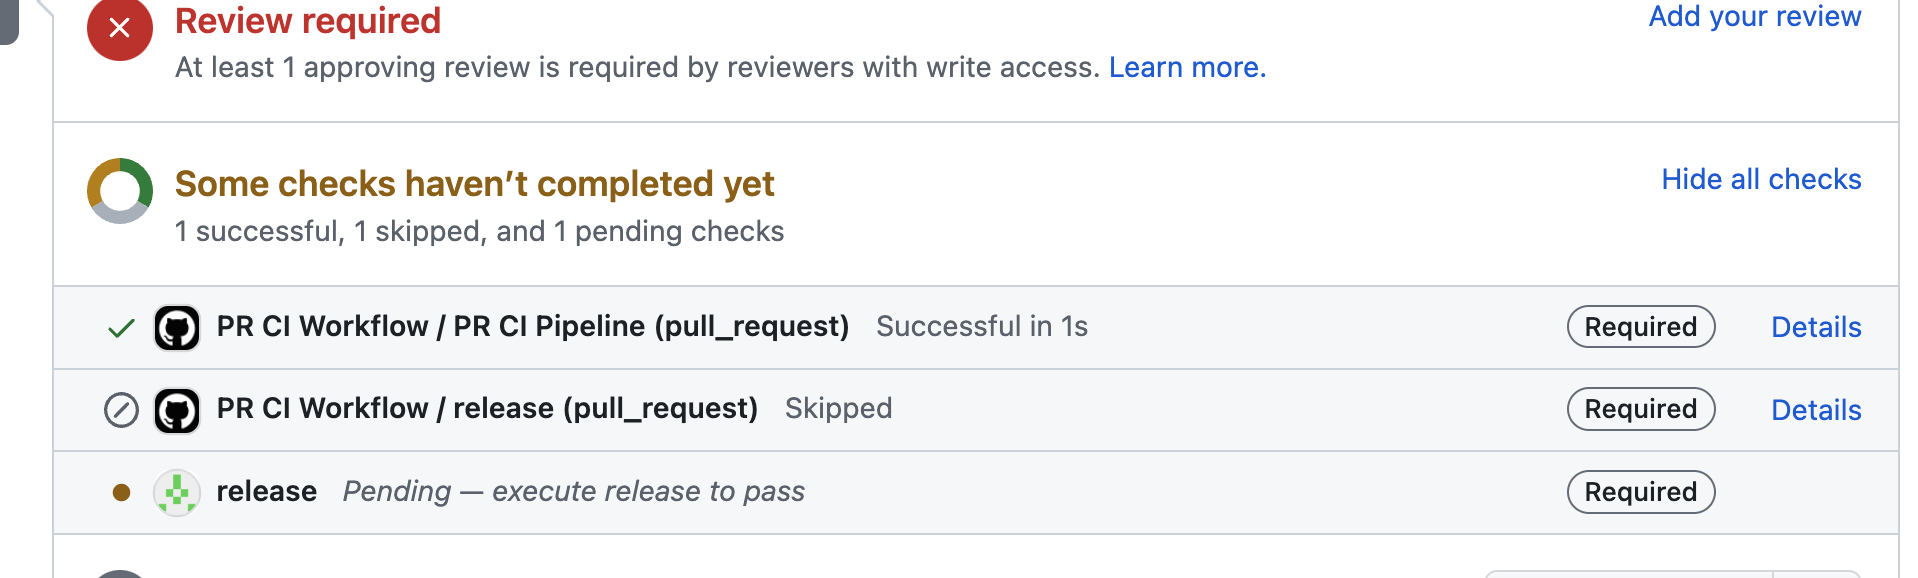 Review required
Add your review
At least 1 approving review is required by reviewers with write access. Learn more.
Some checks haven’t completed yet
Hide all checks
1 successful, 1 skipped, and 1 pending checks
PR CI Workflow / PR CI Pipeline (pull_request) Successful in 1s Required Details
PR CI Workflow / release (pull_request) Skipped Required Details
release Pending — execute release to pass Required